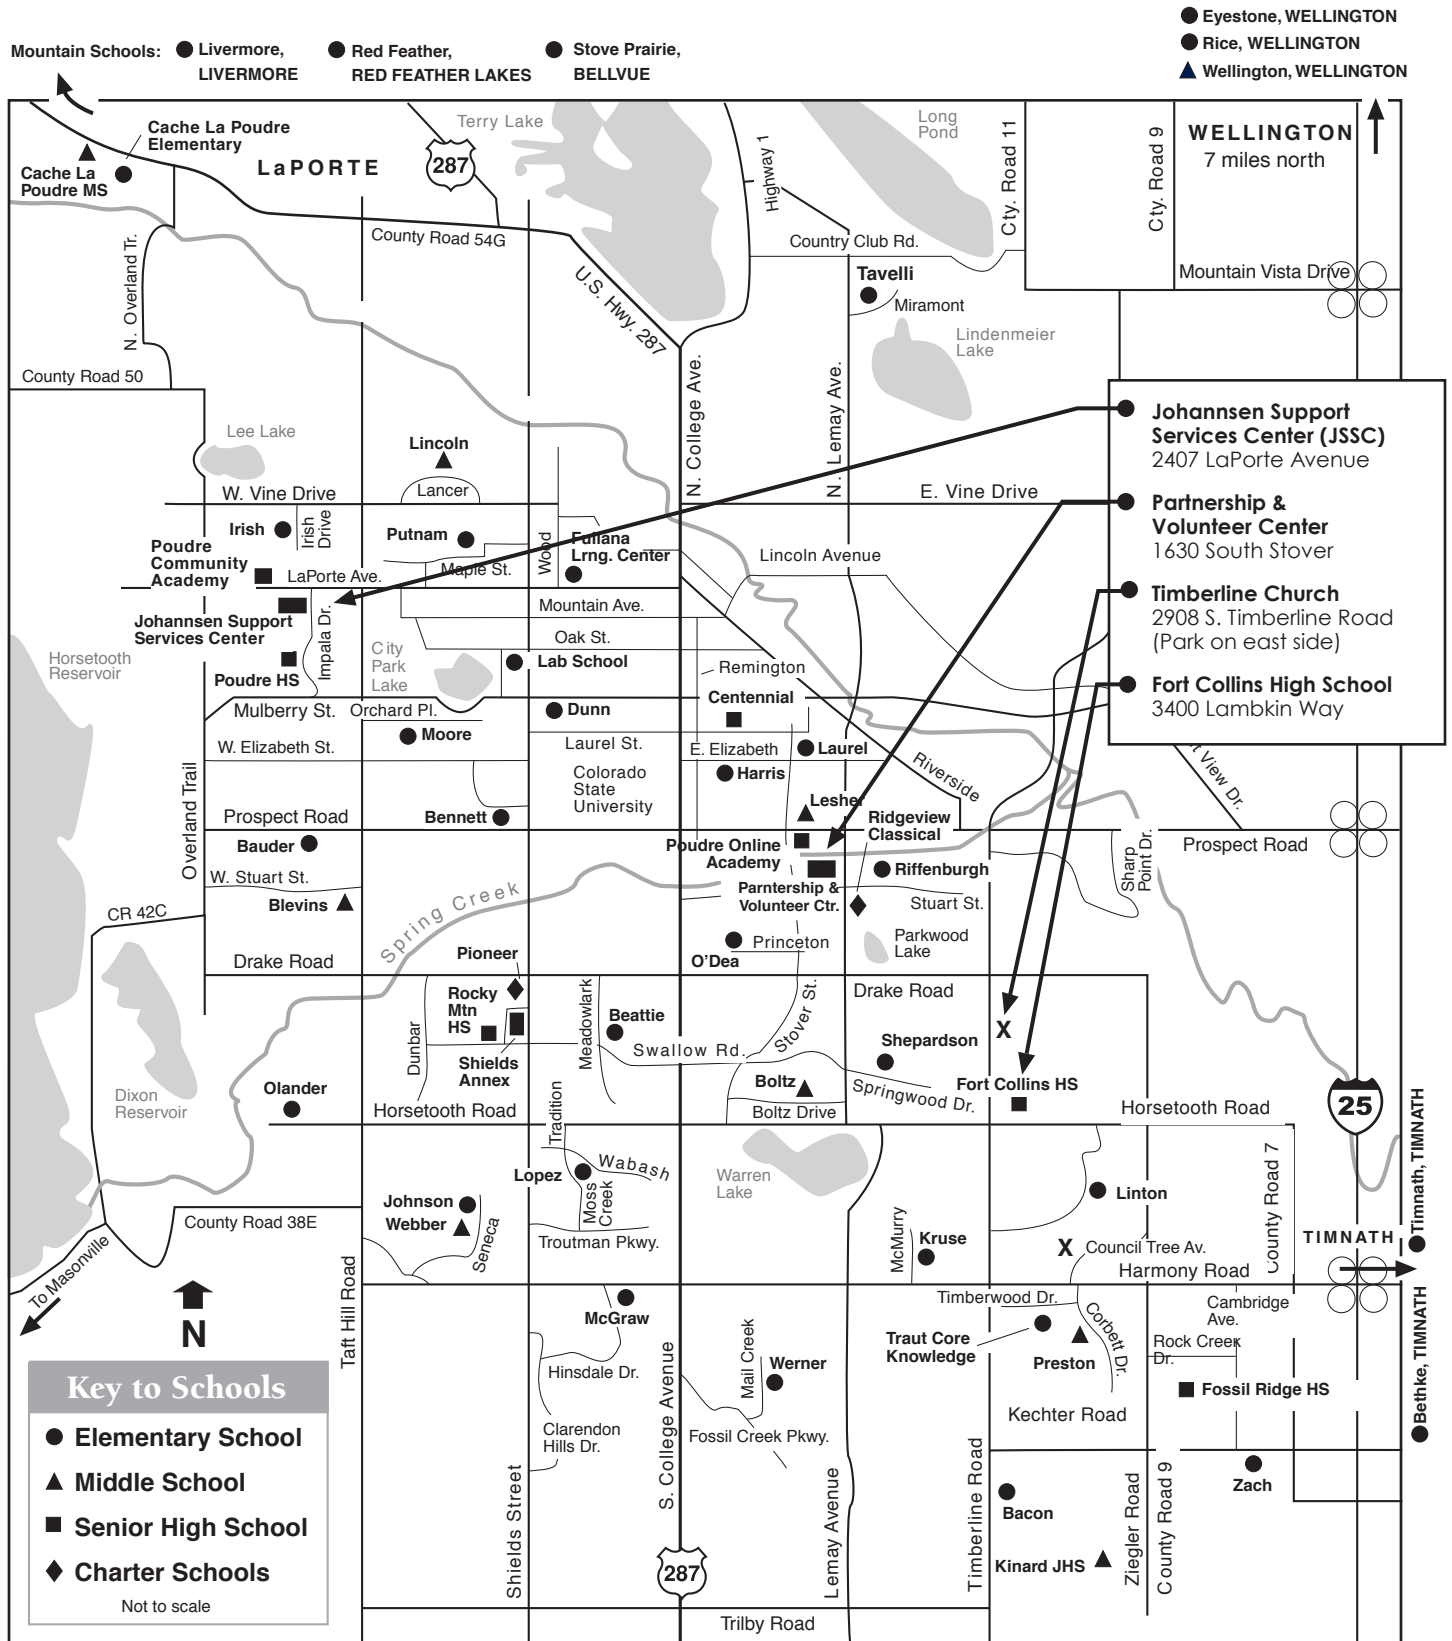 Eyestone, WELLINGTON
Rice, WELLINGTON
Wellington, WELLINGTON
Mountain Schools:
Livermore,
LIVERMORE
Red Feather,
RED FEATHER LAKES
Stove Prairie,
BELLVUE
Cache La Poudre
Elementary
Cache La
Poudre MS
LaPORTE
287
Terry Lake
Long
Pond
Highway 1
Cty. Road 11
Cty. Road 9
WELLINGTON
7 miles north
N. Overland Tr.
County Road 54G
U.S. Hwy. 287
Country Club Rd.
Tavelli
Miramont
Mountain Vista Drive
Lindenmeier
Lake
County Road 50
N. College Ave.
N. Lemay Ave.
Johannsen Support
Services Center (JSSC)
2407 LaPorte Avenue
Partnership &
Volunteer Center
1630 South Stover
Timberline Church
2908 S. Timberline Road
(Park on east side)
Fort Collins High School
3400 Lambkin Way
Lee Lake
Lincoln
Lancer
W. Vine Drive
E. Vine Drive
Irish
Irish
Drive
Putnam
Maple St.
Wood
Fullana
Lrng. Center
Lincoln Avenue
Poudre
Community
Academy
LaPorte Ave.
Mountain Ave.
Johannsen Support
Services Center
Impala Dr.
Oak St.
City
Park
Lake
Lab School
Remington
Horsetooth
Reservoir
Poudre HS
Centennial
Mulberry St.
Orchard Pl.
Dunn
Moore
Laurel St.
E. Elizabeth
Laurel
W. Elizabeth St.
Colorado
State
University
Harris
Riverside
t View Dr.
Overland Trail
Prospect Road
Bennett
Lesher
Ridgeview
Classical
Bauder
Poudre Online
Academy
Prospect Road
Sharp
Point Dr.
W. Stuart St.
Riffenburgh
Blevins
Parntership &
Volunteer Ctr.
Stuart St.
CR 42C
Spring Creek
Parkwood
Lake
Princeton
O'Dea
Drake Road
Pioneer
Drake Road
Rocky
Mtn
HS
Dunbar
Meadowlark
Beattie
Stover St.
X
Shepardson
Swallow Rd.
Shields
Annex
Boltz
Springwood Dr.
Fort Collins HS
Dixon
Reservoir
Olander
Horsetooth Road
Tradition
Boltz Drive
Horsetooth Road
25
Lopez
Wabash
Moss
Creek
Warren
Lake
Linton
County Road 7
Timnath, TIMNATH
Johnson
Webber
Seneca
County Road 38E
Troutman Pkwy.
McMurry
Kruse
X
Council Tree Av.
TIMNATH
Harmony Road
To Masonville
N
Taft Hill Road
McGraw
Timberwood Dr.
Cambridge
Ave.
Corbett Dr.
Traut Core
Knowledge
Preston
Rock Creek
Dr.
Hinsdale Dr.
S. College Avenue
Mail Creek
Werner
Fossil Ridge HS
Bethke, TIMNATH
Kechter Road
Clarendon
Hills Dr.
Fossil Creek Pkwy.
Shields Street
Lemay Avenue
Timberline Road
Bacon
Ziegler Road
County Road 9
Zach
Kinard JHS
287
Trilby Road
Key to Schools
Elementary School
Middle School
Senior High School
Charter Schools
Not to scale